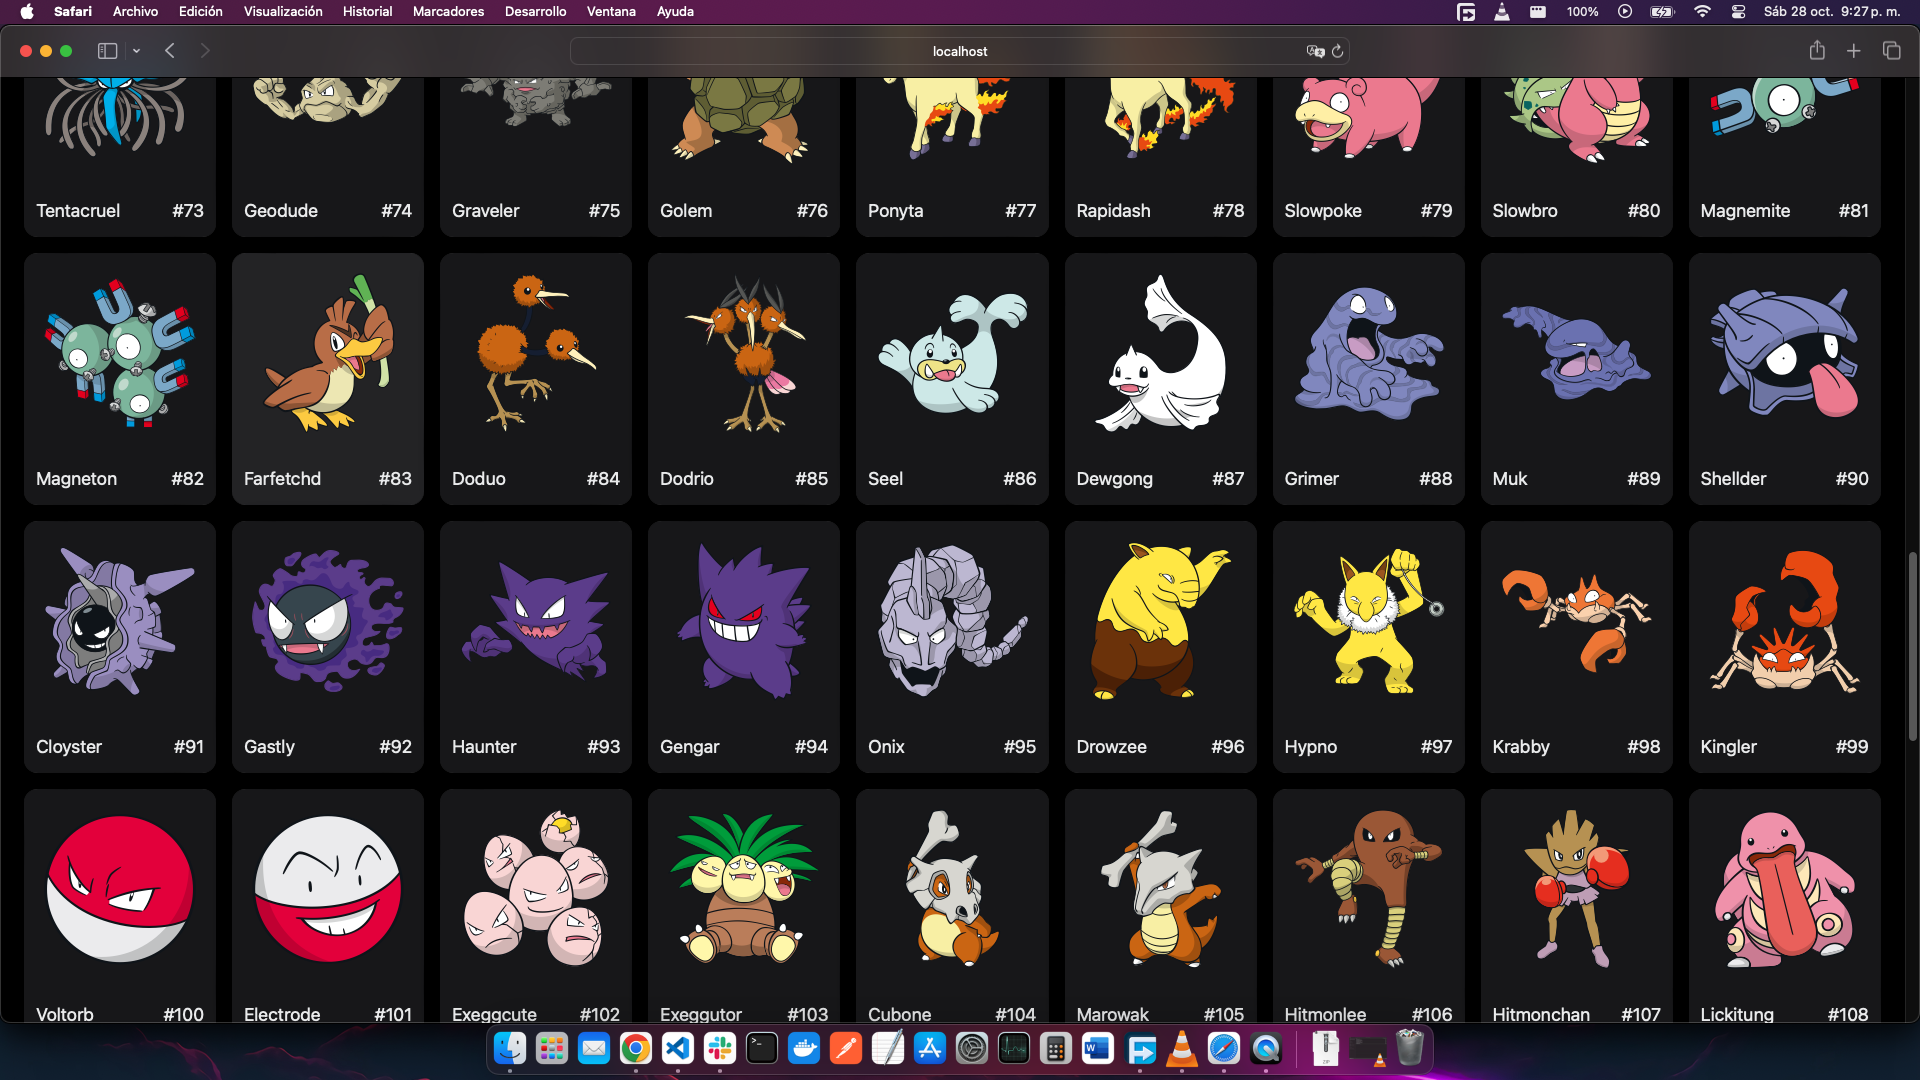 Safari Archivo Edición Visualización Historial Marcadores Desarrollo Ventana Ayuda 100% Sáb 28 oct. 9:27 p. m.
localhost
Tentacruel #73 Geodude #74 Graveler #75 Golem #76 Ponyta #77 Rapidash #78 Slowpoke #79 Slowbro #80 Magnemite #81
Magneton #82 Farfetchd #83 Doduo #84 Dodrio #85 Seel #86 Dewgong #87 Grimer #88 Muk #89 Shellder #90
Cloyster #91 Gastly #92 Haunter #93 Gengar #94 Onix #95 Drowzee #96 Hypno #97 Krabby #98 Kingler #99
Voltorb #100 Electrode #101 Exeggcute #102 Exeggutor #103 Cubone #104 Marowak #105 Hitmonlee #106 Hitmonchan #107 Lickitung #108